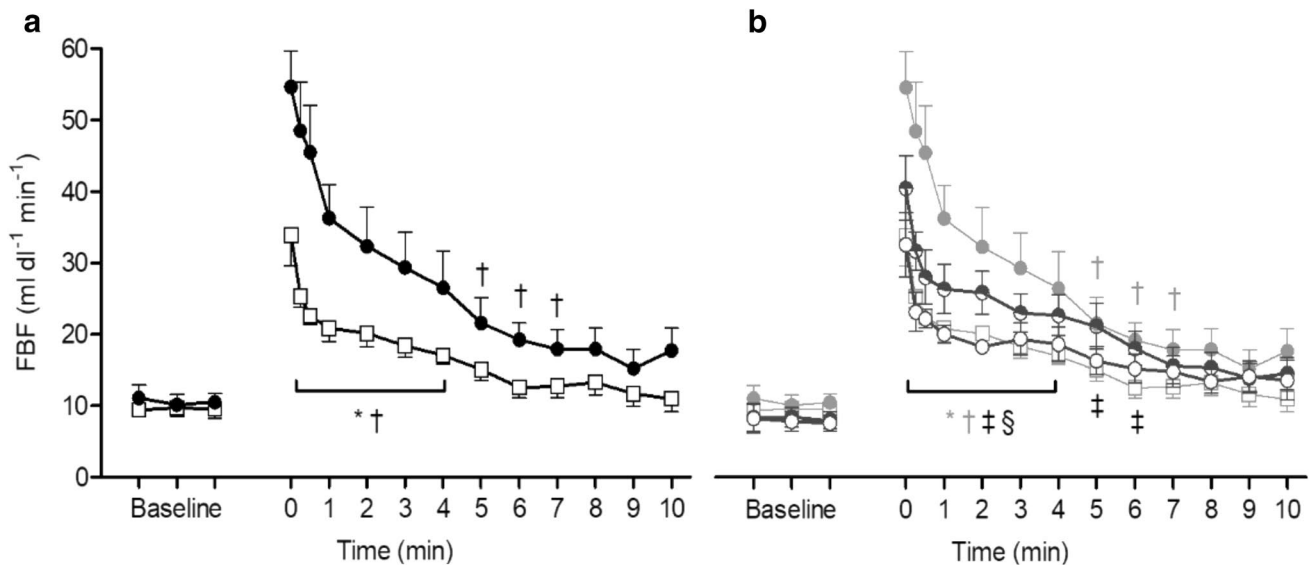 a
b
60
50
40
30
20
10
0
FBF (ml dl⁻¹ min⁻¹)
† † †
* †
† † †
* † ‡ §
‡ ‡
Baseline 0 1 2 3 4 5 6 7 8 9 10
Baseline 0 1 2 3 4 5 6 7 8 9 10
Time (min)
Time (min)